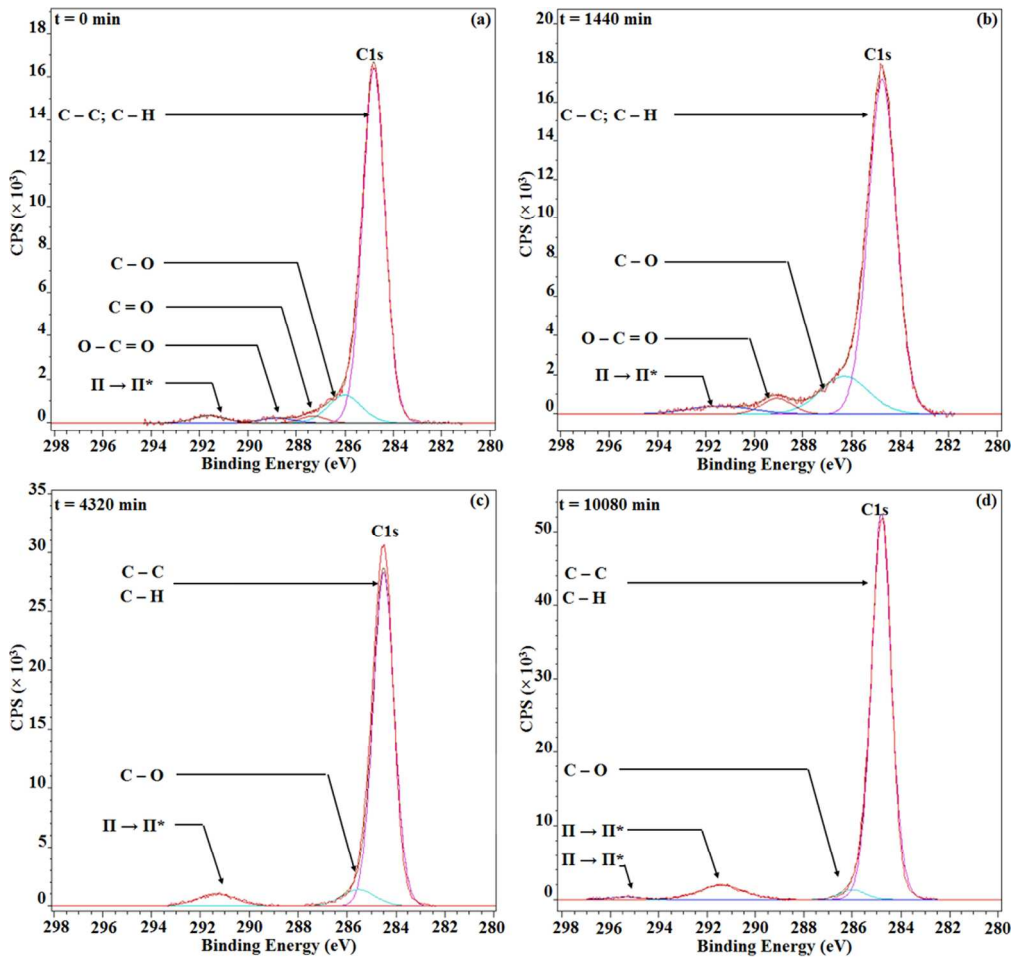 t = 0 min
(a)
C1s
C – C; C – H
C – O
C = O
O – C = O
Π → Π*
CPS (× 10³)
18
16
14
12
10
8
6
4
2
0
298 296 294 292 290 288 286 284 282 280
Binding Energy (eV)
t = 1440 min
(b)
C1s
C – C; C – H
C – O
O – C = O
Π → Π*
CPS (× 10³)
20
18
16
14
12
10
8
6
4
2
0
298 296 294 292 290 288 286 284 282 280
Binding Energy (eV)
t = 4320 min
(c)
C1s
C – C
C – H
C – O
Π → Π*
CPS (× 10³)
35
30
25
20
15
10
5
0
298 296 294 292 290 288 286 284 282 280
Binding Energy (eV)
t = 10080 min
(d)
C1s
C – C
C – H
C – O
Π → Π*
Π → Π*
CPS (× 10³)
50
40
30
20
10
0
298 296 294 292 290 288 286 284 282 280
Binding Energy (eV)